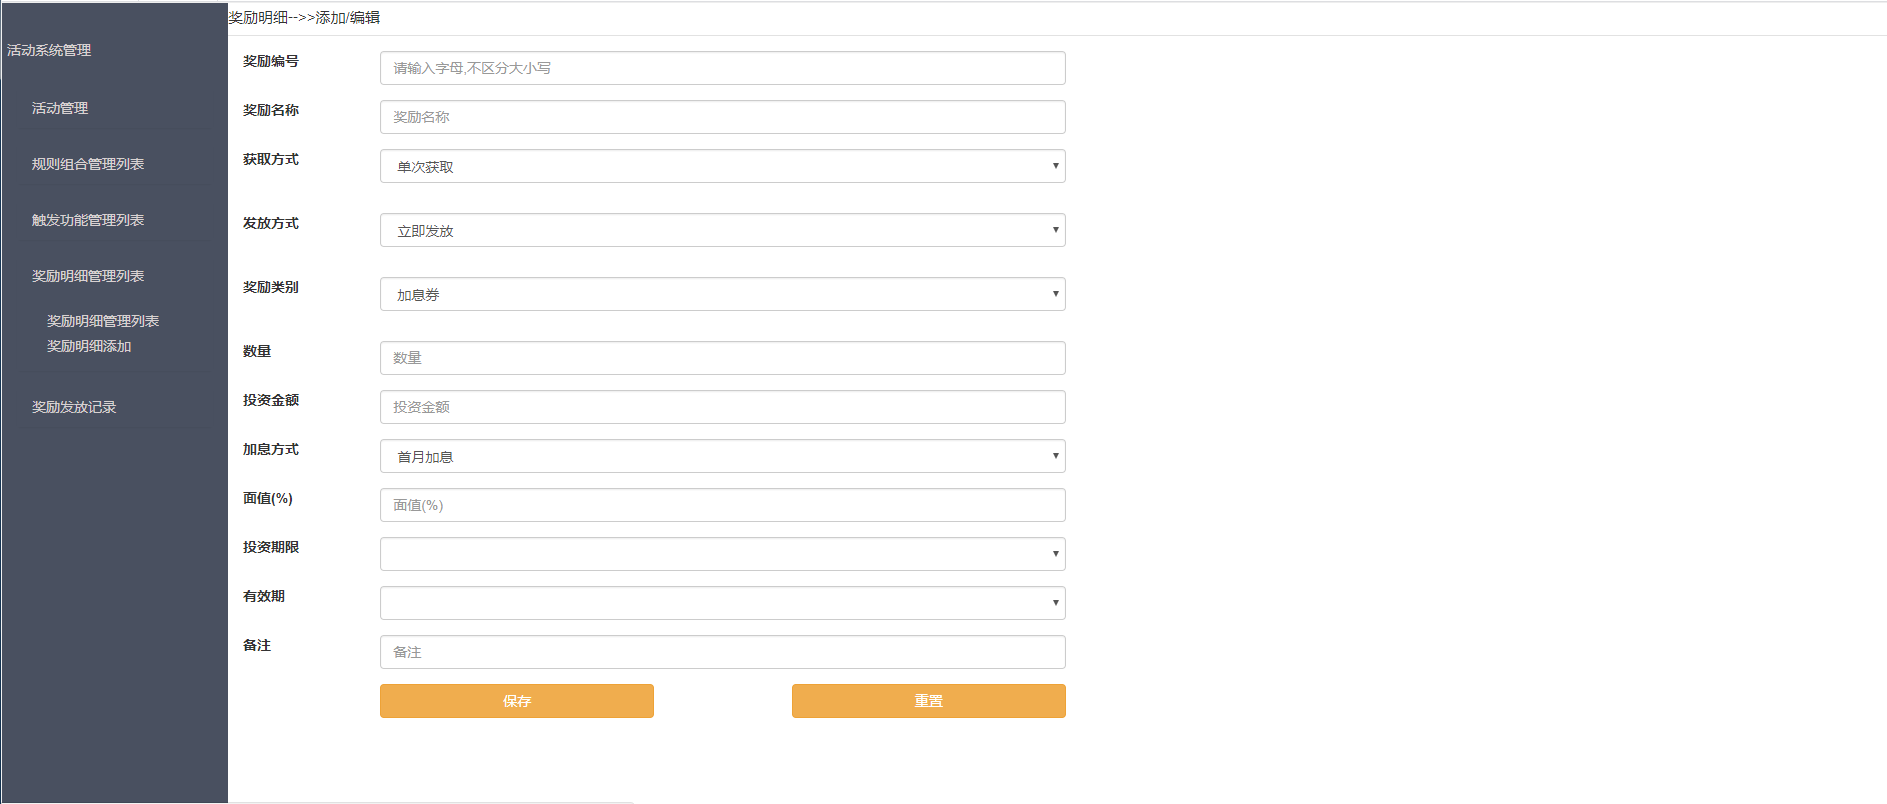 奖励明细-->>添加/编辑
活动系统管理
活动管理
规则组合管理列表
触发功能管理列表
奖励明细管理列表
奖励明细管理列表
奖励明细添加
奖励发放记录
奖励编号
请输入字母,不区分大小写
奖励名称
奖励名称
获取方式
单次获取
发放方式
立即发放
奖励类别
加息券
数量
数量
投资金额
投资金额
加息方式
首月加息
面值(%)
面值(%)
投资期限
有效期
备注
备注
保存
重置